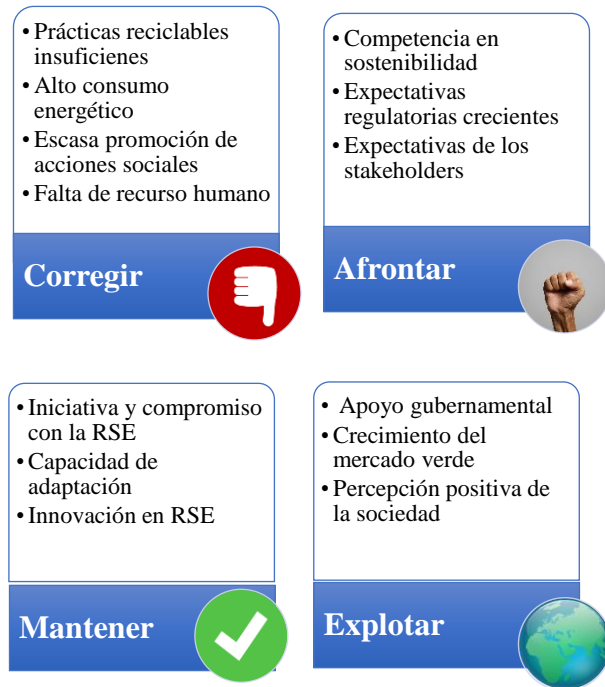 • Prácticas reciclables
insuficienes
• Alto consumo
energético
• Escasa promoción de
acciones sociales
• Falta de recurso humano
Corregir
• Competencia en
sostenibilidad
• Expectativas
regulatorias crecientes
• Expectativas de los
stakeholders
Afrontar
• Iniciativa y compromiso
con la RSE
• Capacidad de
adaptación
• Innovación en RSE
Mantener
• Apoyo gubernamental
• Crecimiento del
mercado verde
• Percepción positiva de
la sociedad
Explotar